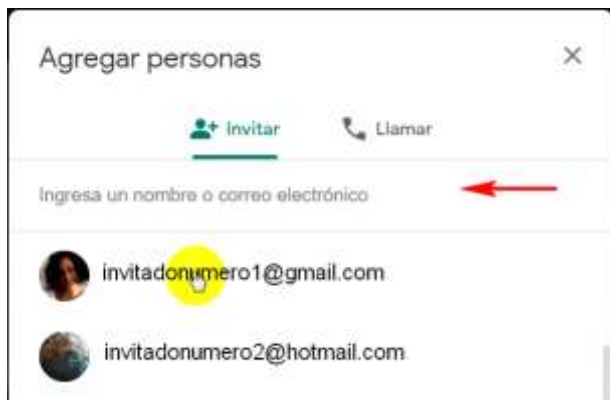 Agregar personas
Invitar Llamar
Ingresa un nombre o correo electrónico
invitadonumero1@gmail.com
invitadonumero2@hotmail.com